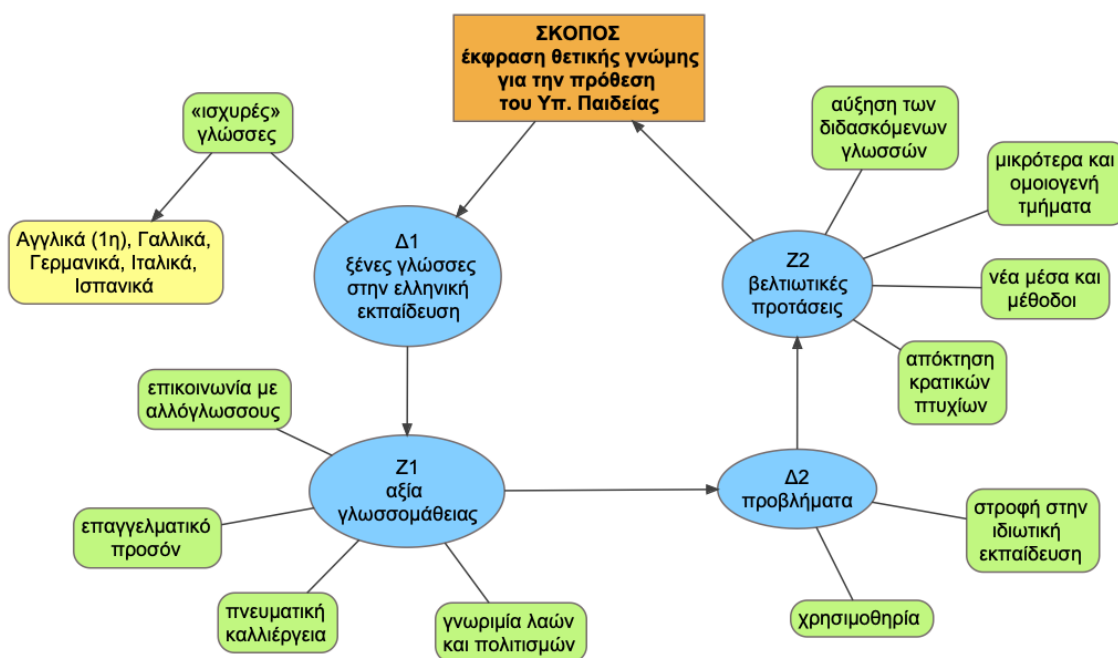 ΣΚΟΠΟΣ
έκφραση θετικής γνώμης
για την πρόθεση
του Υπ. Παιδείας
«ισχυρές»
γλώσσες
Αγγλικά (1η), Γαλλικά,
Γερμανικά, Ιταλικά,
Ισπανικά
Δ1
ξένες γλώσσες
στην ελληνική
εκπαίδευση
επικοινωνία με
αλλόγλωσσους
Ζ1
αξία
γλωσσομάθειας
επαγγελματικό
προσόν
πνευματική
καλλιέργεια
γνωριμία λαών
και πολιτισμών
Δ2
προβλήματα
στροφή στην
ιδιωτική
εκπαίδευση
χρησιμοθηρία
Ζ2
βελτιωτικές
προτάσεις
αύξηση των
διδασκόμενων
γλωσσών
μικρότερα και
ομοιογενή
τμήματα
νέα μέσα και
μέθοδοι
απόκτηση
κρατικών
πτυχίων